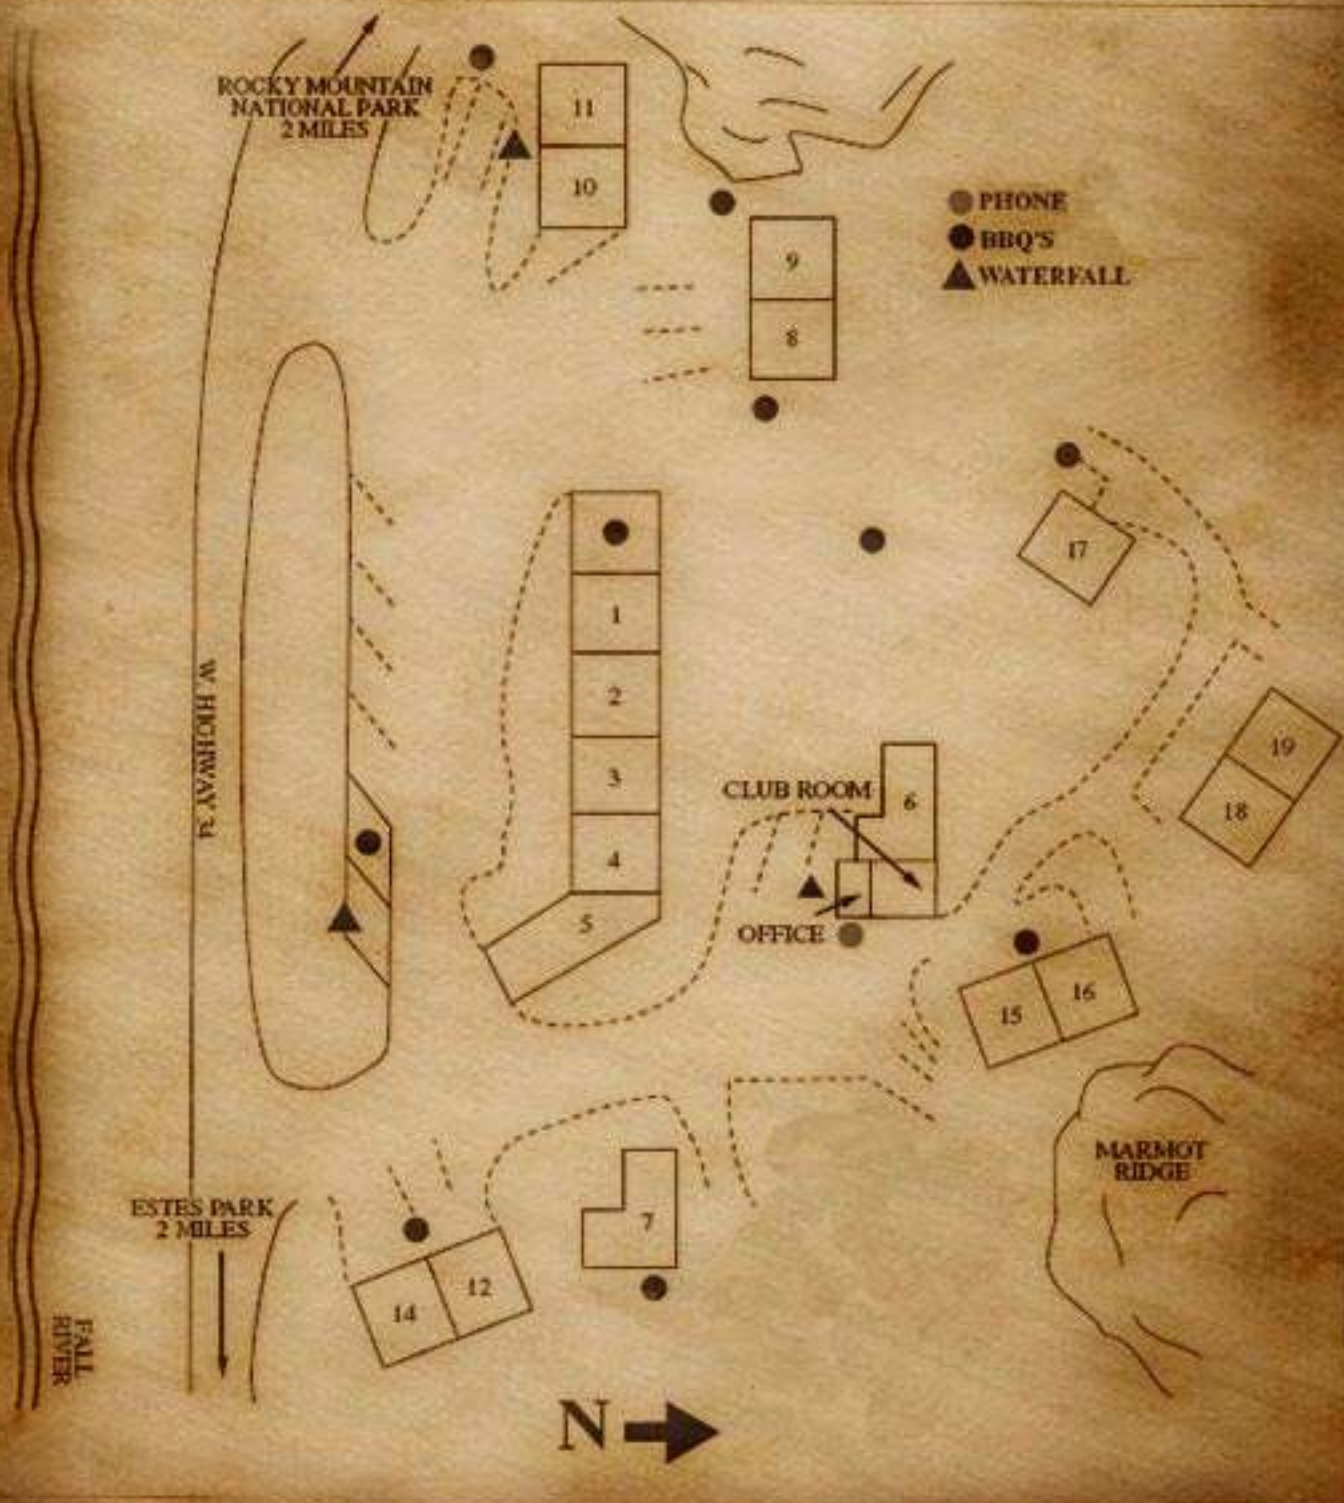 ROCKY MOUNTAIN
NATIONAL PARK
2 MILES
11
10
PHONE
BBQ'S
WATERFALL
9
8
17
1
2
3
4
5
W. HIGHWAY 34
CLUB ROOM
6
OFFICE
19
18
15
16
MARMOT
RIDGE
ESTES PARK
2 MILES
7
12
14
FALL
RIVER
N